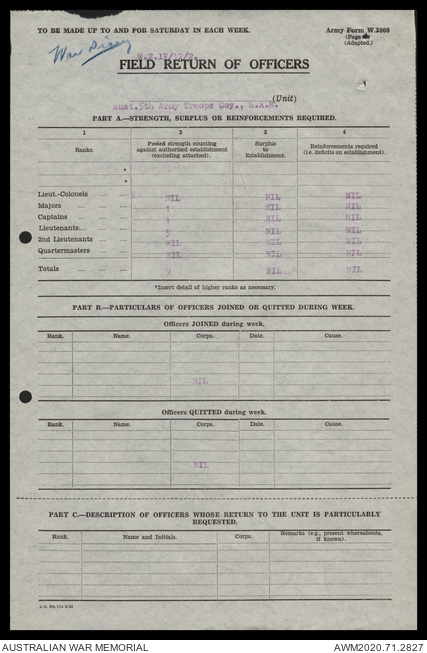 TO BE MADE UP TO AND FOR SATURDAY IN EACH WEEK.
Army Form W.3008
(Adapted.)
War Diary
FIELD RETURN OF OFFICERS
Aust.5th Army Troops Coy., R.A.E. (Unit)
PART A.—STRENGTH, SURPLUS OR REINFORCEMENTS REQUIRED.
1 2 3 4
Ranks. Posted strength counting against authorized establishment (excluding attached). Surplus to Establishment. Reinforcements required (i.e. deficits on establishment).
*
*
Lieut.-Colonels NIL NIL NIL
Majors 1 NIL NIL
Captains 1 NIL NIL
Lieutenants 5 NIL NIL
2nd Lieutenants NIL NIL NIL
Quartermasters NIL NIL NIL
Totals NIL NIL
*Insert detail of higher ranks as necessary.
PART B.—PARTICULARS OF OFFICERS JOINED OR QUITTED DURING WEEK.
Officers JOINED during week.
Rank. Name. Corps. Date. Cause.
NIL
Officers QUITTED during week.
Rank. Name. Corps. Date. Cause.
NIL
PART C.—DESCRIPTION OF OFFICERS WHOSE RETURN TO THE UNIT IS PARTICULARLY
REQUESTED.
Rank. Name and Initials. Corps. Remarks (e.g., present whereabouts, if known).
AUSTRALIAN WAR MEMORIAL AWM2020.71.2827